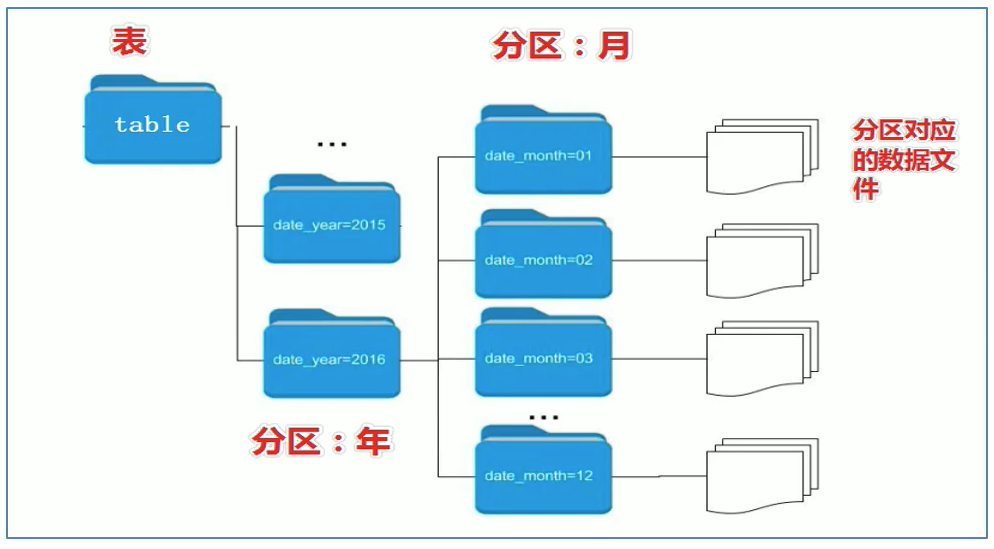 表
分区：月
table
...
date_month=01
分区对应
的数据文
件
date_year=2015
date_month=02
date_year=2016
date_month=03
...
分区：年
date_month=12